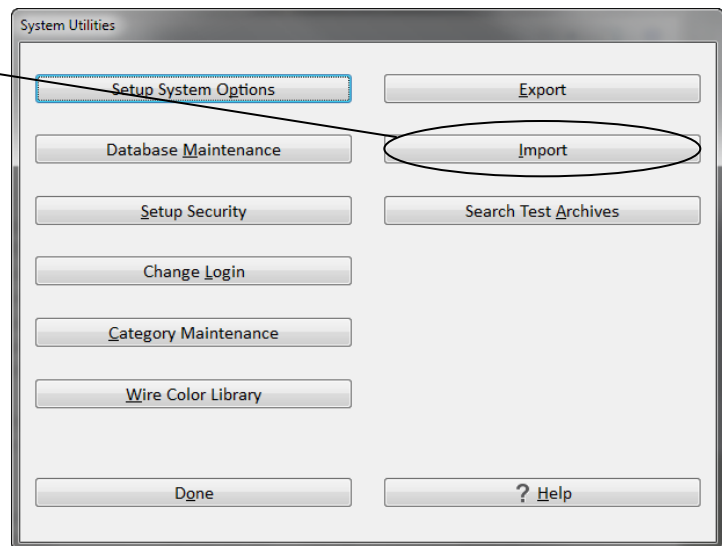 System Utilities
Setup System Options
Export
Database Maintenance
Import
Setup Security
Search Test Archives
Change Login
Category Maintenance
Wire Color Library
Done
? Help